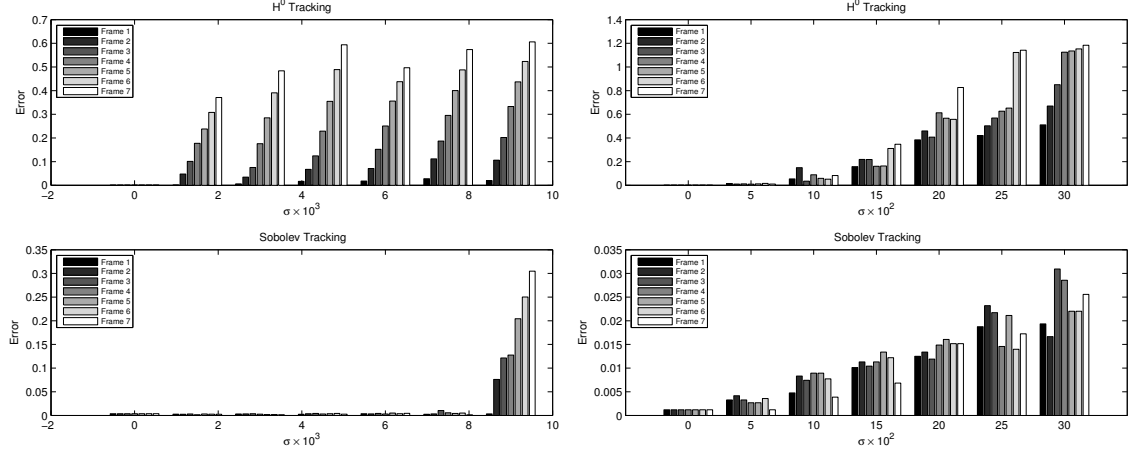 H⁰ Tracking
0.7
0.6
0.5
0.4
0.3
0.2
0.1
0
Error
Frame 1
Frame 2
Frame 3
Frame 4
Frame 5
Frame 6
Frame 7
−2 0 2 4 6 8 10
σ × 10³
H⁰ Tracking
1.4
1.2
1
0.8
0.6
0.4
0.2
0
Error
Frame 1
Frame 2
Frame 3
Frame 4
Frame 5
Frame 6
Frame 7
0 5 10 15 20 25 30
σ × 10²
Sobolev Tracking
0.35
0.3
0.25
0.2
0.15
0.1
0.05
0
Error
Frame 1
Frame 2
Frame 3
Frame 4
Frame 5
Frame 6
Frame 7
−2 0 2 4 6 8 10
σ × 10³
Sobolev Tracking
0.035
0.03
0.025
0.02
0.015
0.01
0.005
0
Error
Frame 1
Frame 2
Frame 3
Frame 4
Frame 5
Frame 6
Frame 7
0 5 10 15 20 25 30
σ × 10²